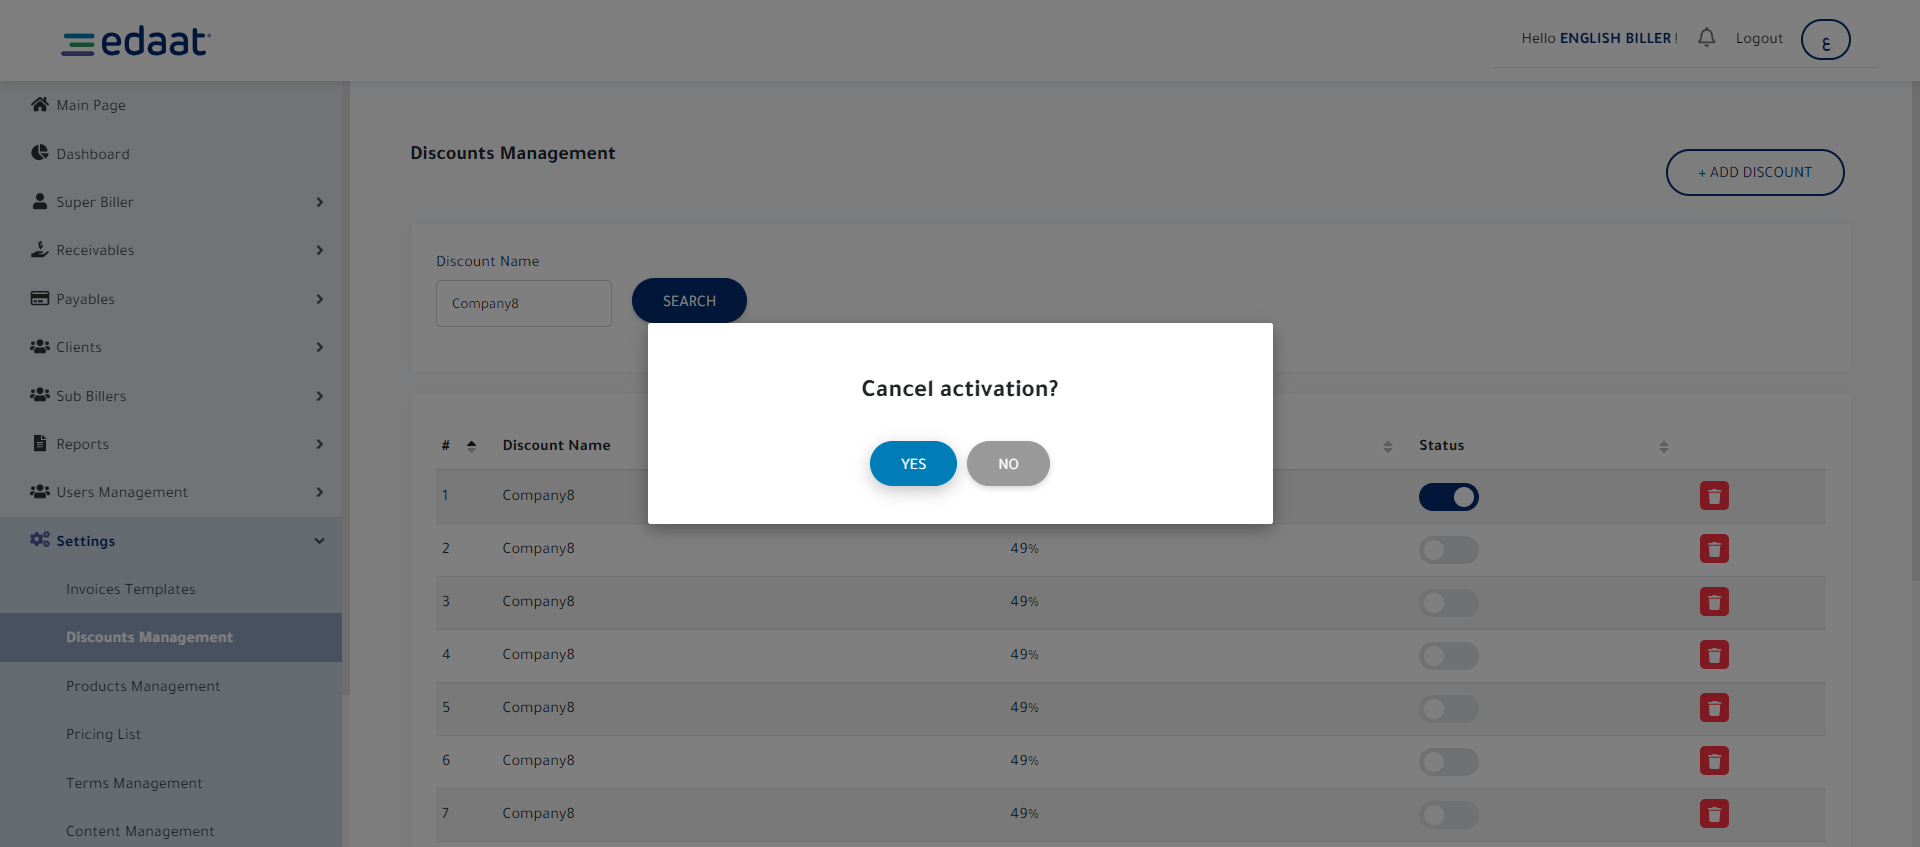 edaat
Hello ENGLISH BILLER !
Logout
ع
Main Page
Dashboard
Super Biller
Receivables
Payables
Clients
Sub Billers
Reports
Users Management
Settings
Invoices Templates
Discounts Management
Products Management
Pricing List
Terms Management
Content Management
Discounts Management
+ ADD DISCOUNT
Discount Name
Company8
SEARCH
Cancel activation?
YES NO
# Discount Name Status
1 Company8
2 Company8 49%
3 Company8 49%
4 Company8 49%
5 Company8 49%
6 Company8 49%
7 Company8 49%